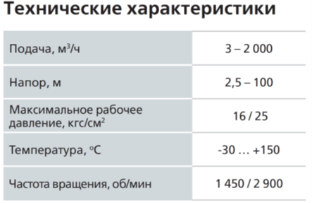 Технические характеристики
Подача, м³/ч 3 – 2 000
Напор, м 2,5 – 100
Максимальное рабочее
давление, кгс/см² 16 / 25
Температура, °С -30 ... +150
Частота вращения, об/мин 1 450 / 2 900